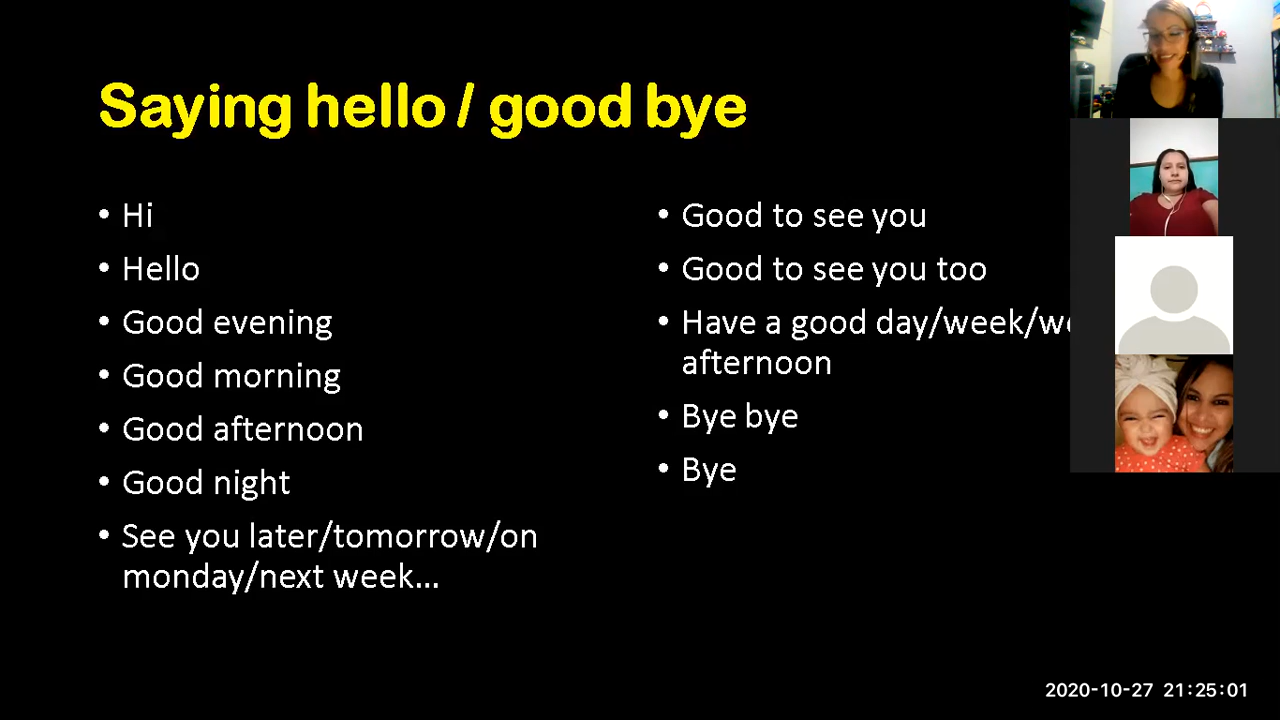 Saying hello / good bye
• Hi
• Hello
• Good evening
• Good morning
• Good afternoon
• Good night
• See you later/tomorrow/on
monday/next week...
• Good to see you
• Good to see you too
• Have a good day/week/
afternoon
• Bye bye
• Bye
2020-10-27 21:25:01